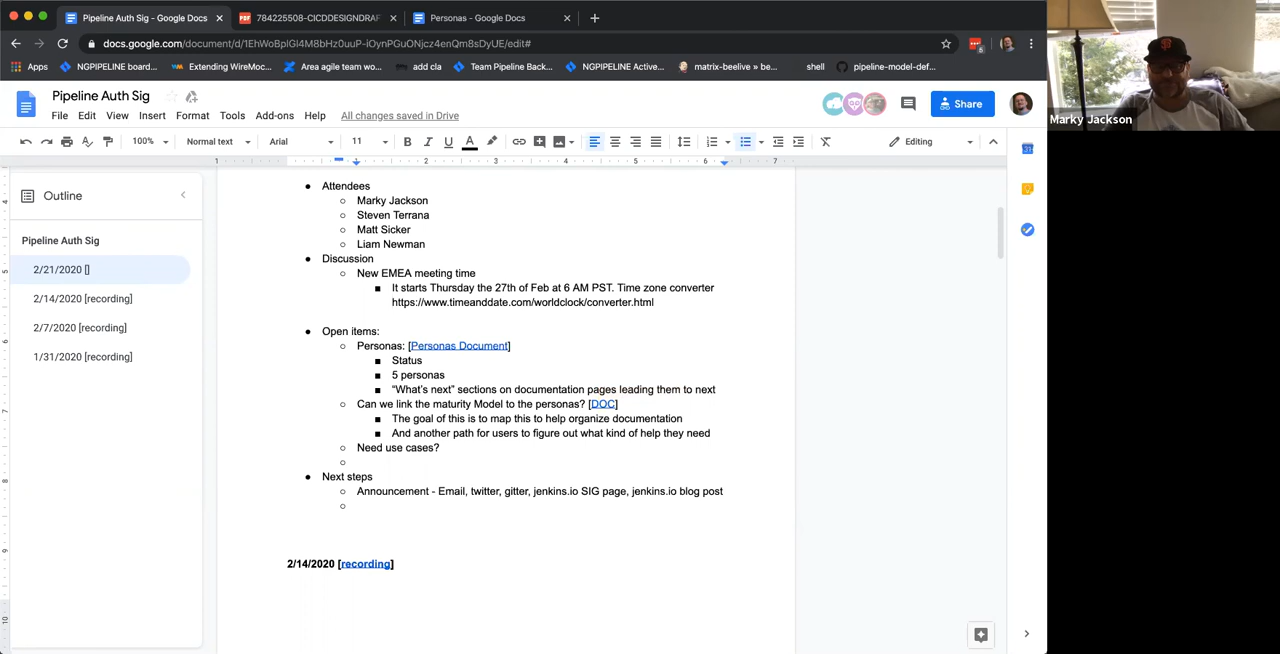 Pipeline Auth Sig - Google Docs
784225508-CICDDESIGNDRAF
Personas - Google Docs
docs.google.com/document/d/1EhWoBplGl4M8bHz0uuP-iOynPGuONjcz4enQm8sDyUE/edit#
Apps
NGPIPELINE board...
Extending WireMoc...
Area agile team wo...
add cla
Team Pipeline Back...
NGPIPELINE Active...
matrix-beelive » be...
shell
pipeline-model-def...
Pipeline Auth Sig
File Edit View Insert Format Tools Add-ons Help All changes saved in Drive
Share
100% Normal text Arial 11 B I U A Editing
Outline
Pipeline Auth Sig
2/21/2020 []
2/14/2020 [recording]
2/7/2020 [recording]
1/31/2020 [recording]
● Attendees
○ Marky Jackson
○ Steven Terrana
○ Matt Sicker
○ Liam Newman
● Discussion
○ New EMEA meeting time
■ It starts Thursday the 27th of Feb at 6 AM PST. Time zone converter
https://www.timeanddate.com/worldclock/converter.html
● Open items:
○ Personas: [Personas Document]
■ Status
■ 5 personas
■ “What’s next” sections on documentation pages leading them to next
○ Can we link the maturity Model to the personas? [DOC]
■ The goal of this is to map this to help organize documentation
■ And another path for users to figure out what kind of help they need
○ Need use cases?
○
● Next steps
○ Announcement - Email, twitter, gitter, jenkins.io SIG page, jenkins.io blog post
○
2/14/2020 [recording]
Marky Jackson